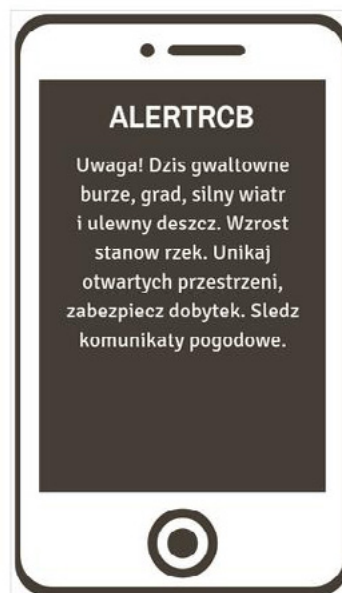 ALERTRCB
Uwaga! Dzis gwaltowne
burze, grad, silny wiatr
i ulewny deszcz. Wzrost
stanow rzek. Unikaj
otwartych przestrzeni,
zabezpiecz dobytek. Sledz
komunikaty pogodowe.